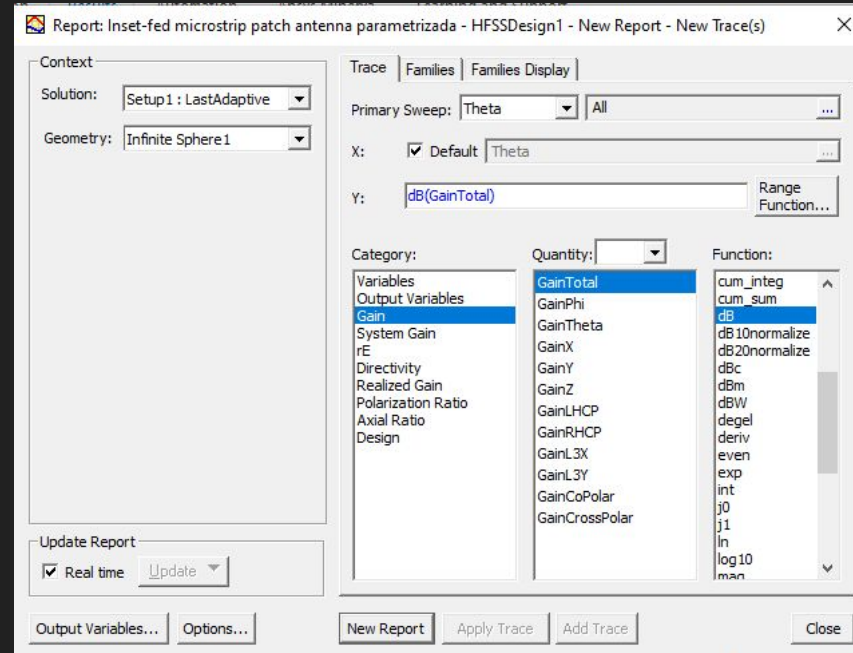 Report: Inset-fed microstrip patch antenna parametrizada - HFSSDesign1 - New Report - New Trace(s)
Context
Solution: Setup1 : LastAdaptive
Geometry: Infinite Sphere1
Update Report
Real time Update
Output Variables... Options...
Trace Families Families Display
Primary Sweep: Theta All ...
X: Default Theta ...
Y: dB(GainTotal) Range Function...
Category:
Variables
Output Variables
Gain
System Gain
rE
Directivity
Realized Gain
Polarization Ratio
Axial Ratio
Design
Quantity:
GainTotal
GainPhi
GainTheta
GainX
GainY
GainZ
GainLHCP
GainRHCP
GainL3X
GainL3Y
GainCoPolar
GainCrossPolar
Function:
cum_integ
cum_sum
dB
dB10normalize
dB20normalize
dBc
dBm
dBW
degel
deriv
even
exp
int
j0
j1
ln
log10
mag
New Report Apply Trace Add Trace Close